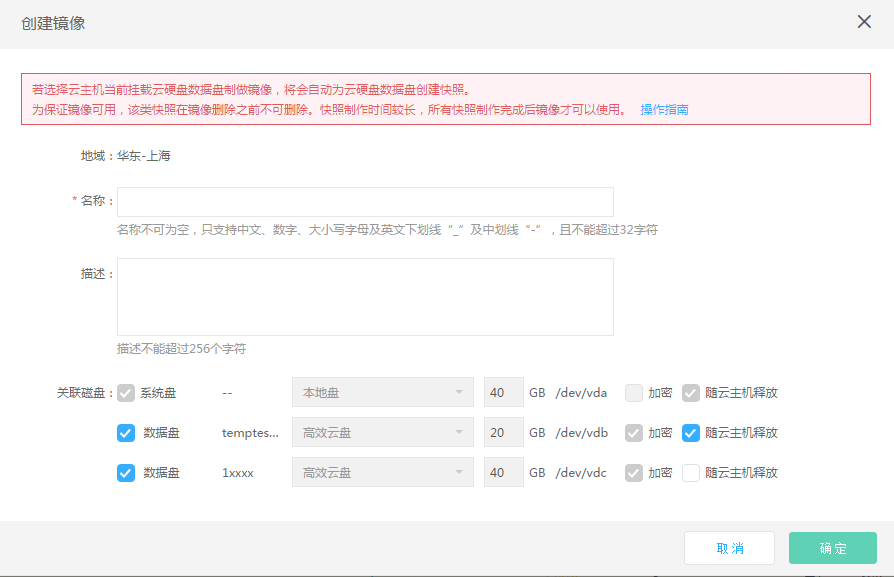 创建镜像
若选择云主机当前挂载云硬盘数据盘制做镜像，将会自动为云硬盘数据盘创建快照。
为保证镜像可用，该类快照在镜像删除之前不可删除。快照制作时间较长，所有快照制作完成后镜像才可以使用。 操作指南
地域：华东-上海
* 名称：
名称不可为空，只支持中文、数字、大小写字母及英文下划线“_”及中划线“-”，且不能超过32字符
描述：
描述不能超过256个字符
关联磁盘： 系统盘 -- 本地盘 40 GB /dev/vda 加密 随云主机释放
数据盘 temptes... 高效云盘 20 GB /dev/vdb 加密 随云主机释放
数据盘 1xxxx 高效云盘 40 GB /dev/vdc 加密 随云主机释放
取消 确定